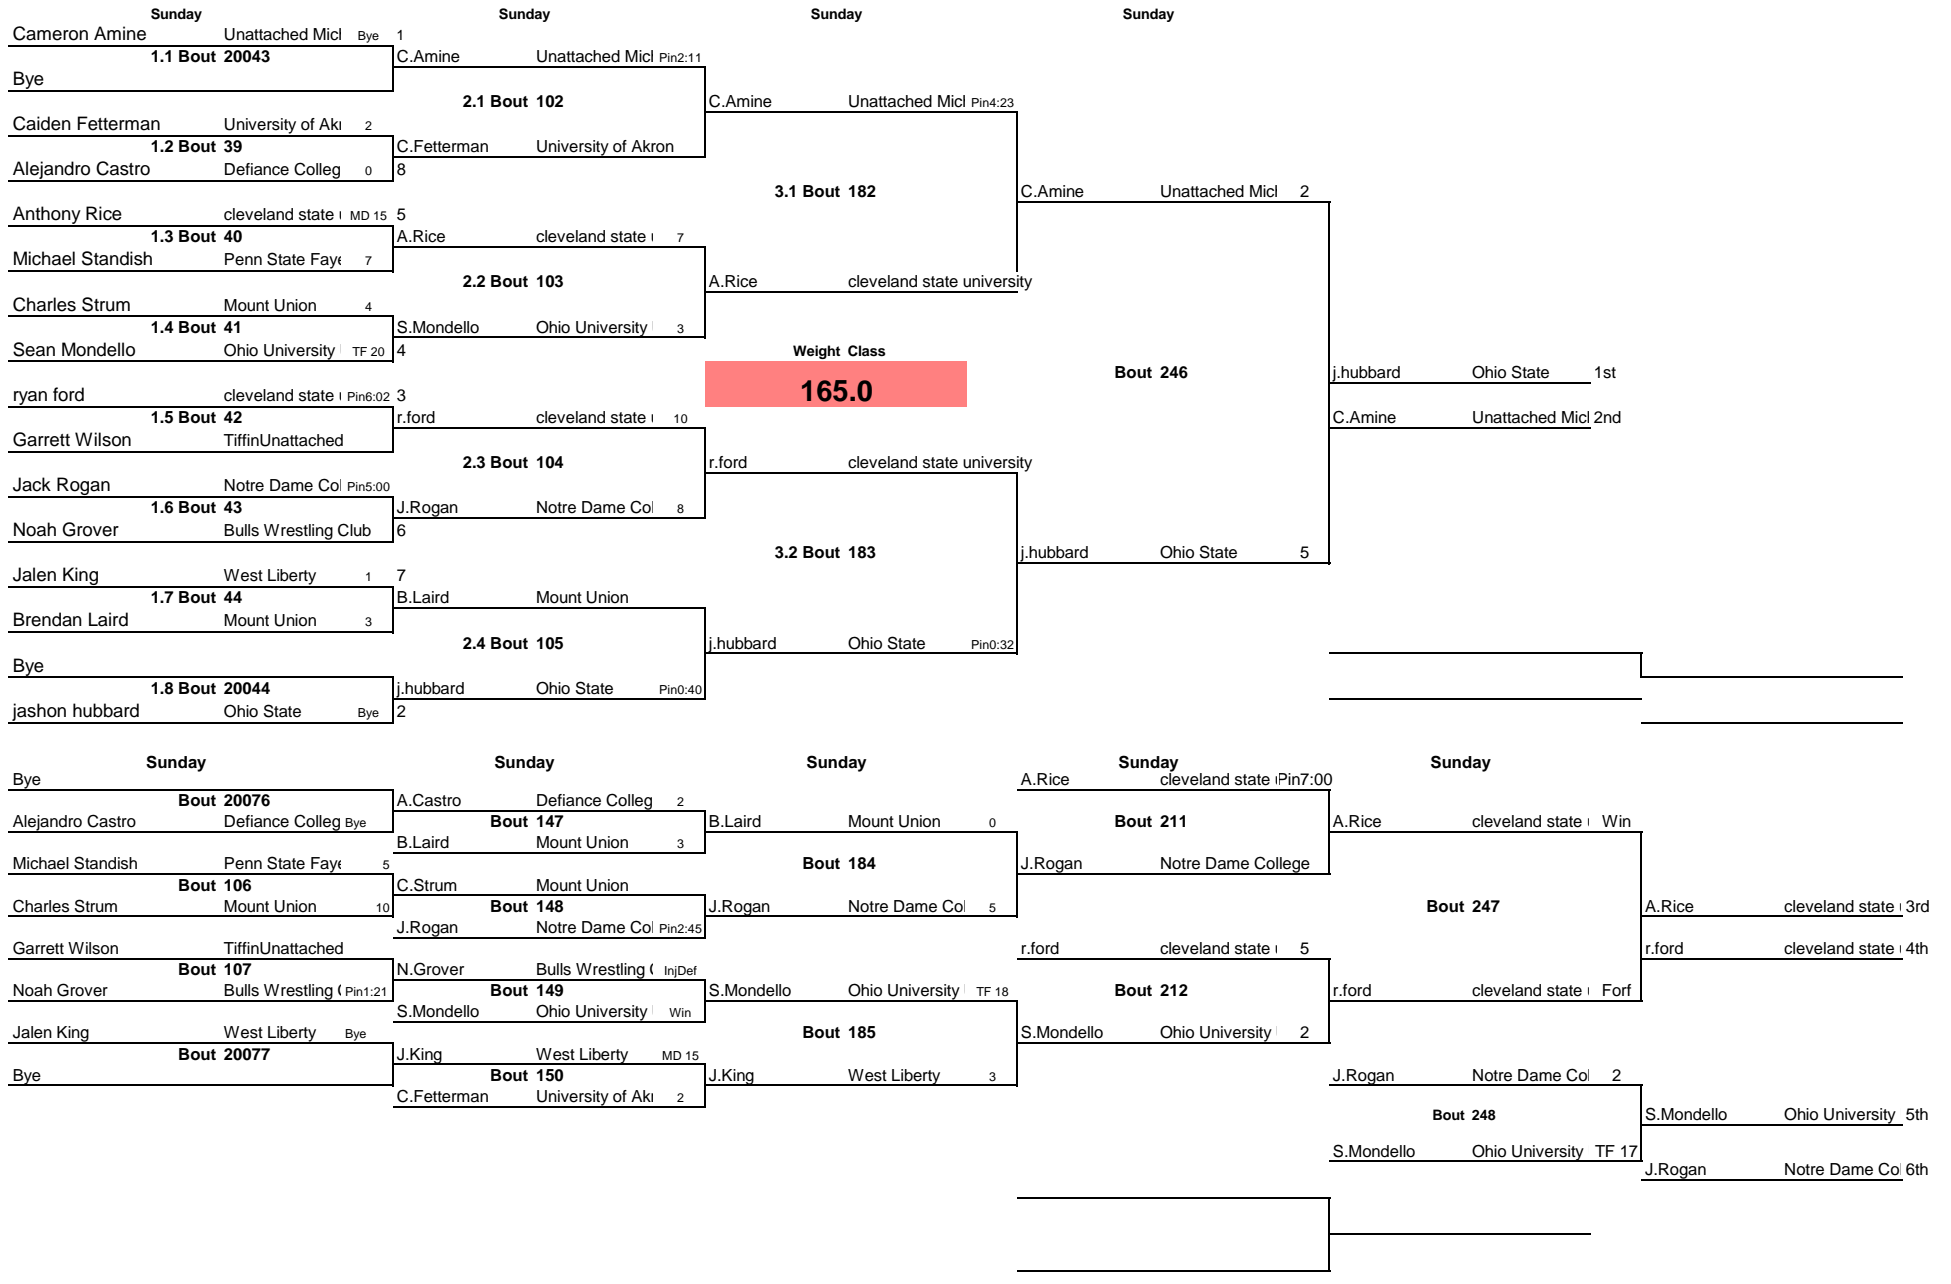 Sunday Sunday Sunday Sunday
Cameron Amine Unattached Micl Bye 1
1.1 Bout 20043 C.Amine Unattached Micl Pin2:11
Bye
2.1 Bout 102 C.Amine Unattached Micl Pin4:23
Caiden Fetterman University of Ak 2
1.2 Bout 39 C.Fetterman University of Akron
Alejandro Castro Defiance Colleg 0 8
3.1 Bout 182 C.Amine Unattached Micl 2
Anthony Rice cleveland state MD 15 5
1.3 Bout 40 A.Rice cleveland state 7
Michael Standish Penn State Faye 7
2.2 Bout 103 A.Rice cleveland state university
Charles Strum Mount Union 4
1.4 Bout 41 S.Mondello Ohio University 3
Sean Mondello Ohio University TF 20 4
Weight Class
Bout 246 j.hubbard Ohio State 1st
165.0
ryan ford cleveland state Pin6:02 3
1.5 Bout 42 r.ford cleveland state 10
C.Amine Unattached Micl 2nd
Garrett Wilson TiffinUnattached
2.3 Bout 104 r.ford cleveland state university
Jack Rogan Notre Dame Col Pin5:00
1.6 Bout 43 J.Rogan Notre Dame Col 8
Noah Grover Bulls Wrestling Club 6
3.2 Bout 183 j.hubbard Ohio State 5
Jalen King West Liberty 1 7
1.7 Bout 44 B.Laird Mount Union
Brendan Laird Mount Union 3
2.4 Bout 105 j.hubbard Ohio State Pin0:32
Bye
1.8 Bout 20044 j.hubbard Ohio State Pin0:40
jashon hubbard Ohio State Bye 2
Sunday Sunday Sunday Sunday Sunday
Bye A.Rice cleveland state Pin7:00
Bout 20076 A.Castro Defiance Colleg 2
Alejandro Castro Defiance Colleg Bye Bout 147 B.Laird Mount Union 0 Bout 211 A.Rice cleveland state Win
B.Laird Mount Union 3
Michael Standish Penn State Faye 5 Bout 184 J.Rogan Notre Dame College
Bout 106 C.Strum Mount Union
Charles Strum Mount Union 10 Bout 148 J.Rogan Notre Dame Col 5 Bout 247 A.Rice cleveland state 3rd
J.Rogan Notre Dame Col Pin2:45
Garrett Wilson TiffinUnattached r.ford cleveland state 5 r.ford cleveland state 4th
Bout 107 N.Grover Bulls Wrestling InjDef
Noah Grover Bulls Wrestling Pin1:21 Bout 149 S.Mondello Ohio University TF 18 Bout 212 r.ford cleveland state Forf
S.Mondello Ohio University Win
Jalen King West Liberty Bye Bout 185 S.Mondello Ohio University 2
Bout 20077 J.King West Liberty MD 15
Bye Bout 150 J.King West Liberty 3 J.Rogan Notre Dame Col 2
C.Fetterman University of Ak 2
Bout 248 S.Mondello Ohio University 5th
S.Mondello Ohio University TF 17
J.Rogan Notre Dame Col 6th